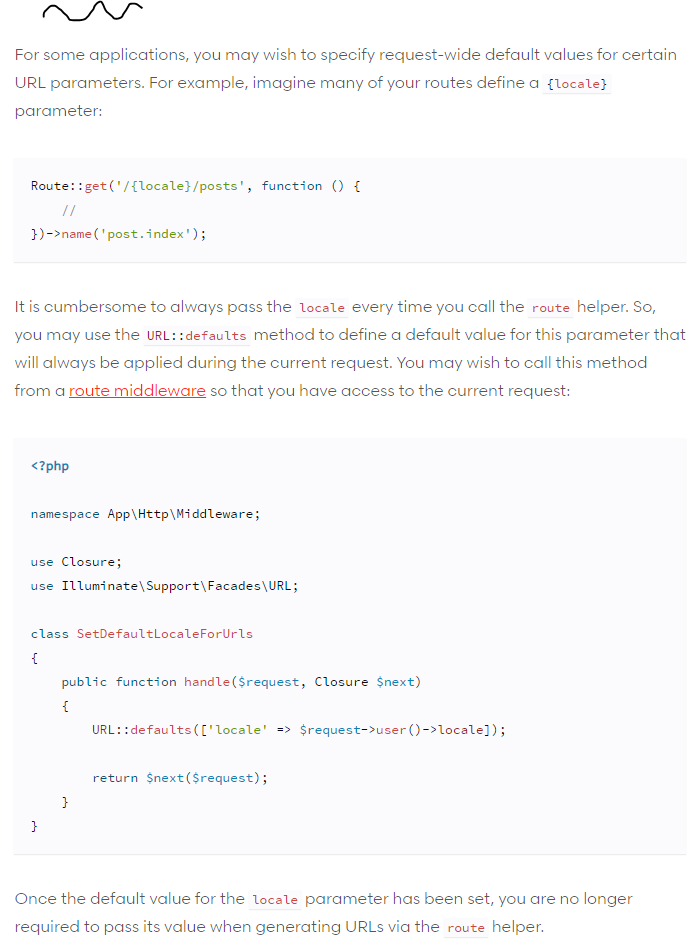 For some applications, you may wish to specify request-wide default values for certain
URL parameters. For example, imagine many of your routes define a {locale}
parameter:
Route::get('/{locale}/posts', function () {
    //
})->name('post.index');
It is cumbersome to always pass the locale every time you call the route helper. So,
you may use the URL::defaults method to define a default value for this parameter that
will always be applied during the current request. You may wish to call this method
from a route middleware so that you have access to the current request:
<?php
namespace App\Http\Middleware;
use Closure;
use Illuminate\Support\Facades\URL;
class SetDefaultLocaleForUrls
{
    public function handle($request, Closure $next)
    {
        URL::defaults(['locale' => $request->user()->locale]);
        return $next($request);
    }
}
Once the default value for the locale parameter has been set, you are no longer
required to pass its value when generating URLs via the route helper.